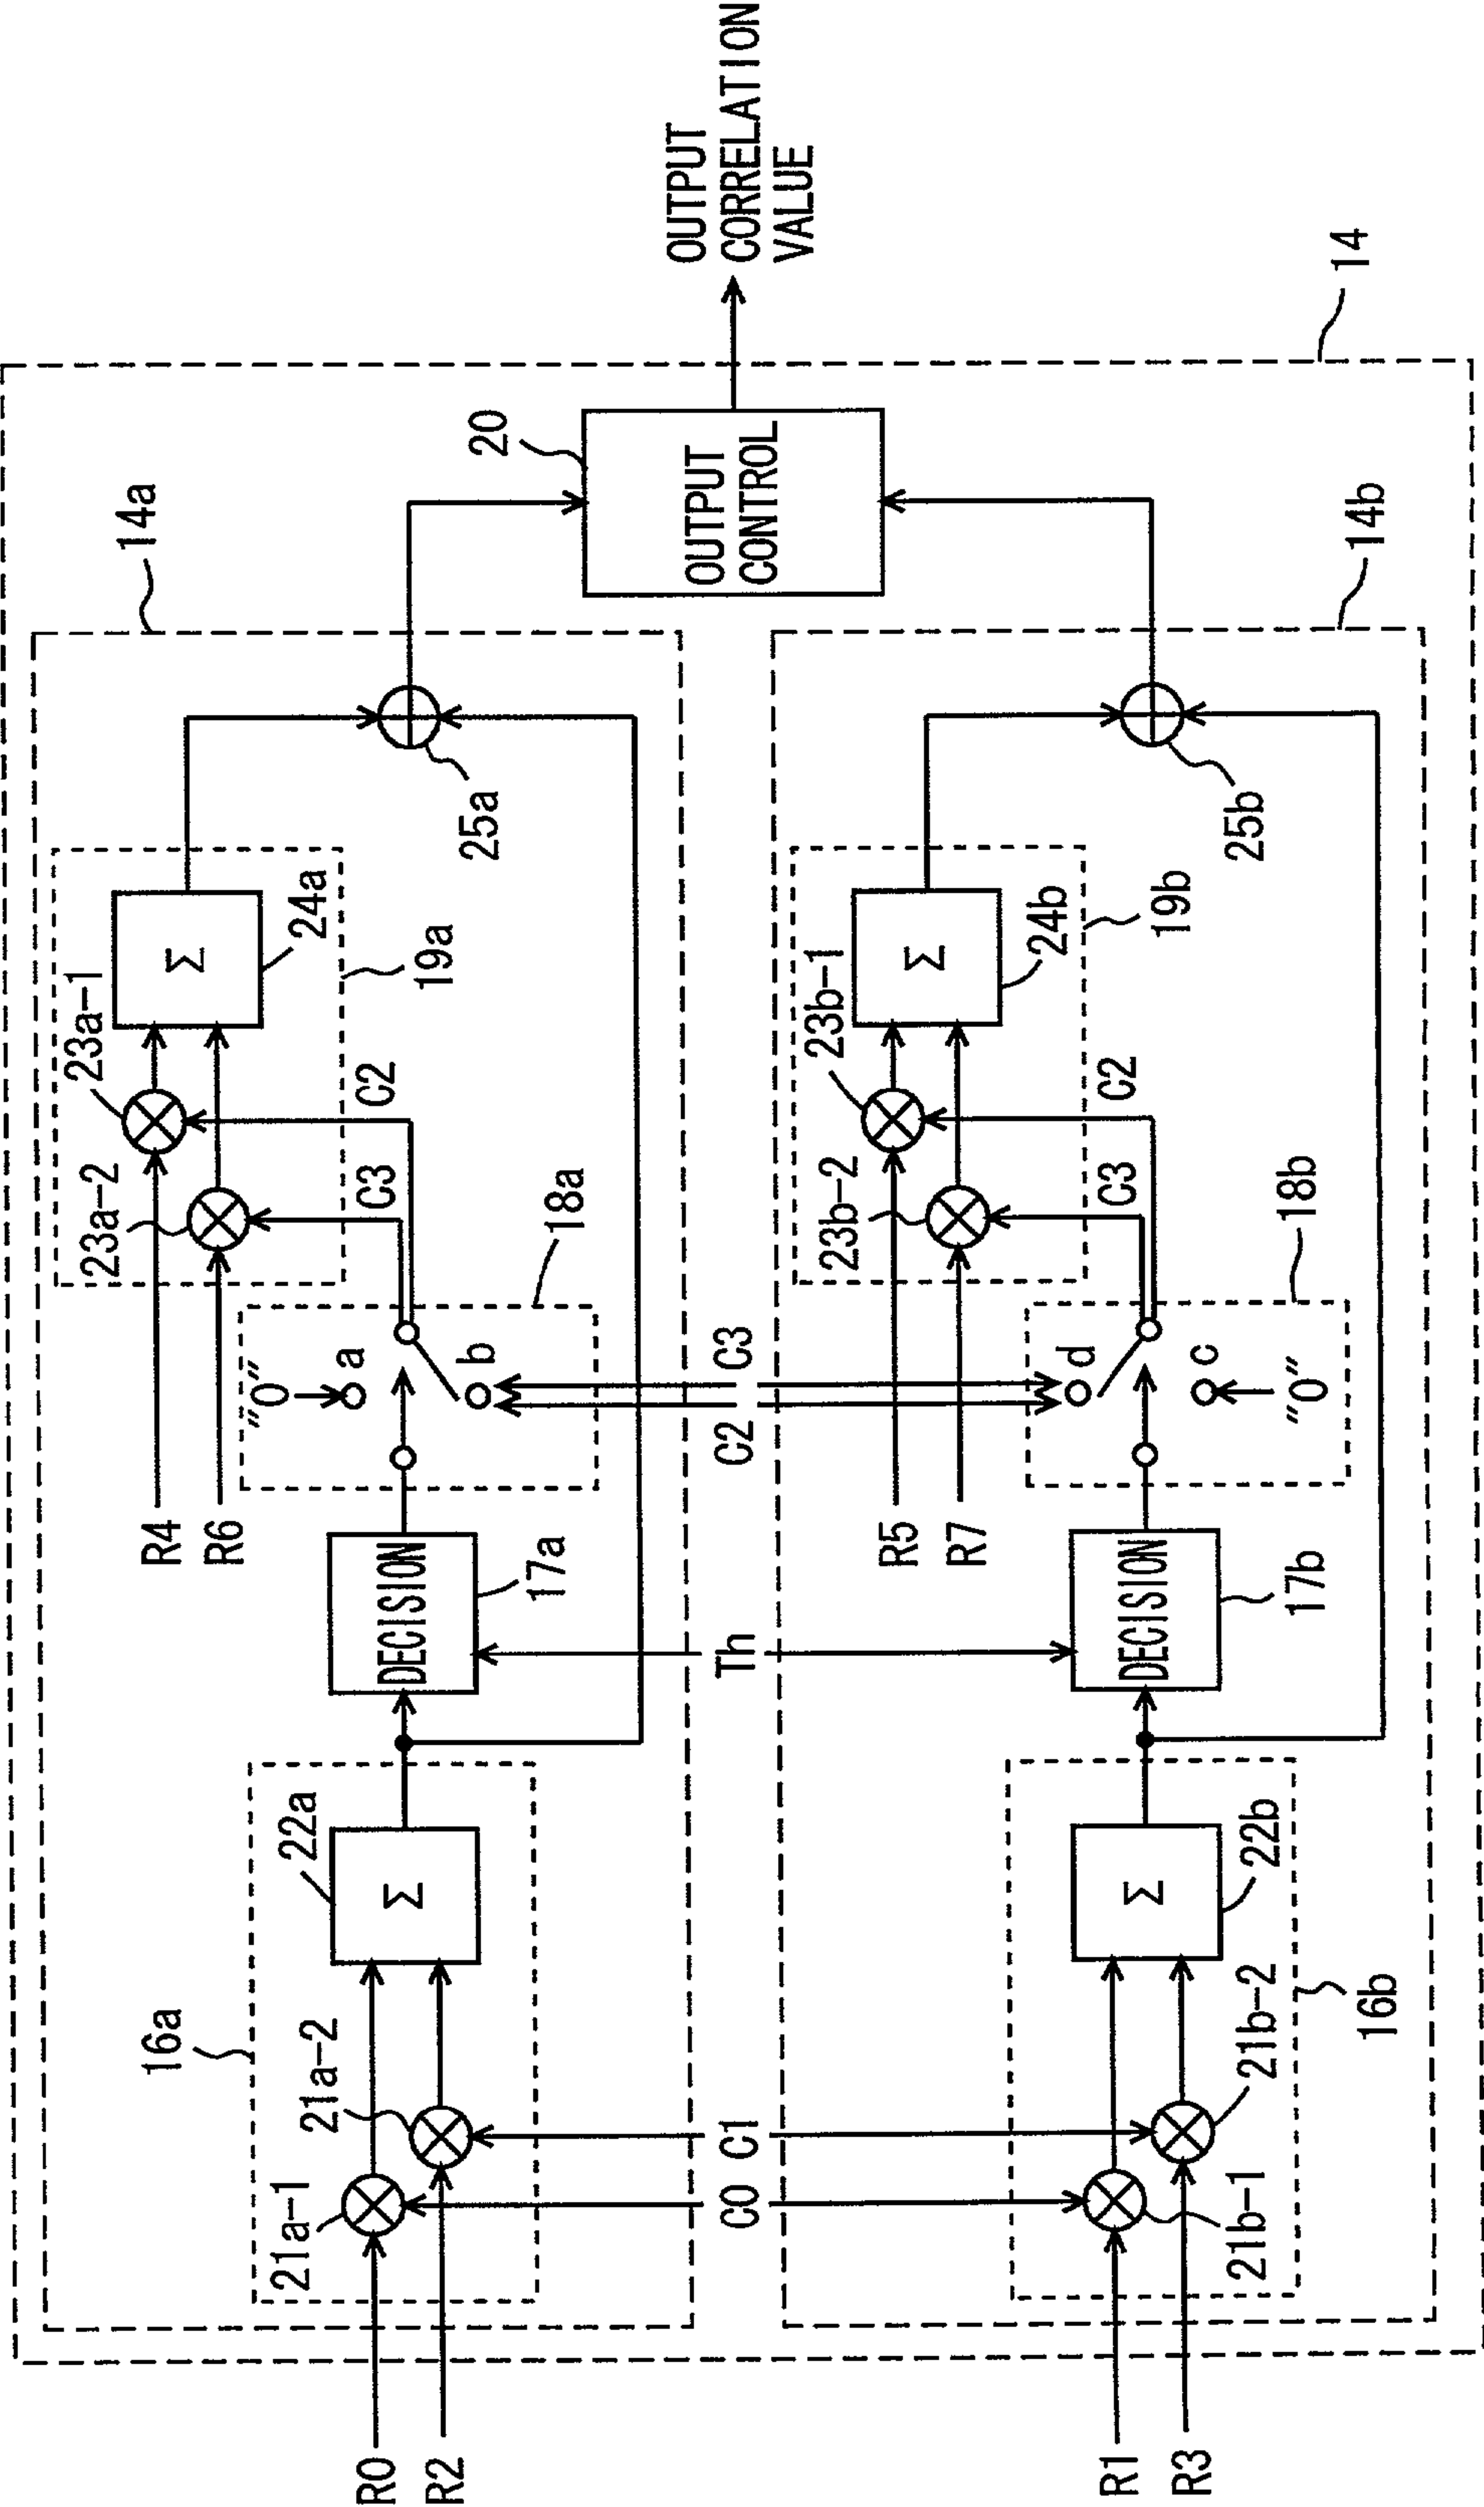 14
14a
20
OUTPUT
CONTROL
OUTPUT
CORRELATION
VALUE
23a-1
23a-2
Σ
24a
19a
25a
R4
R6
C3
C2
"0"
a
b
18a
16a
21a-1
21a-2
22a
Σ
DECISION
17a
R0
R2
C0
C1
Th
C2
C3
14b
23b-1
23b-2
Σ
24b
19b
25b
R5
R7
C3
C2
d
c
"0"
18b
DECISION
17b
Σ
22b
21b-1
21b-2
16b
R1
R3